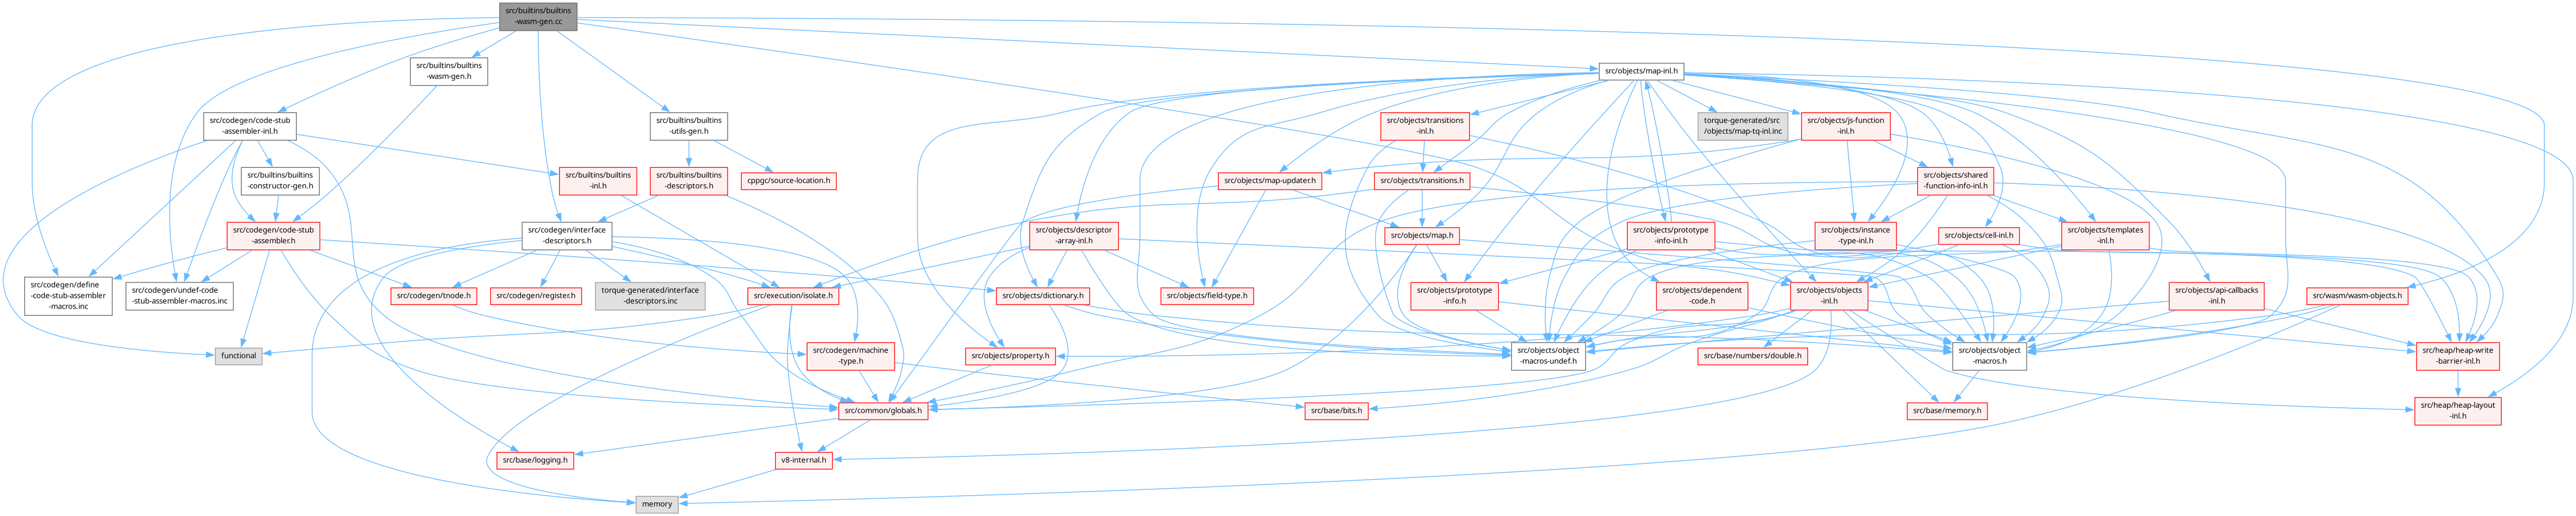 src/builtins/builtins
-wasm-gen.cc
src/builtins/builtins
-wasm-gen.h
src/objects/map-inl.h
src/codegen/code-stub
-assembler-inl.h
src/builtins/builtins
-utils-gen.h
src/objects/transitions
-inl.h
torque-generated/src
/objects/map-tq-inl.inc
src/objects/js-function
-inl.h
src/builtins/builtins
-constructor-gen.h
src/builtins/builtins
-inl.h
src/builtins/builtins
-descriptors.h
cppgc/source-location.h
src/objects/map-updater.h
src/objects/transitions.h
src/objects/shared
-function-info-inl.h
src/codegen/code-stub
-assembler.h
src/codegen/interface
-descriptors.h
src/objects/descriptor
-array-inl.h
src/objects/map.h
src/objects/prototype
-info-inl.h
src/objects/instance
-type-inl.h
src/objects/cell-inl.h
src/objects/templates
-inl.h
src/codegen/define
-code-stub-assembler
-macros.inc
src/codegen/undef-code
-stub-assembler-macros.inc
src/codegen/tnode.h
src/codegen/register.h
torque-generated/interface
-descriptors.inc
src/execution/isolate.h
src/objects/dictionary.h
src/objects/field-type.h
src/objects/prototype
-info.h
src/objects/dependent
-code.h
src/objects/objects
-inl.h
src/objects/api-callbacks
-inl.h
src/wasm/wasm-objects.h
functional
src/codegen/machine
-type.h
src/objects/property.h
src/objects/object
-macros-undef.h
src/base/numbers/double.h
src/objects/object
-macros.h
src/heap/heap-write
-barrier-inl.h
src/common/globals.h
src/base/bits.h
src/base/memory.h
src/heap/heap-layout
-inl.h
src/base/logging.h
v8-internal.h
memory